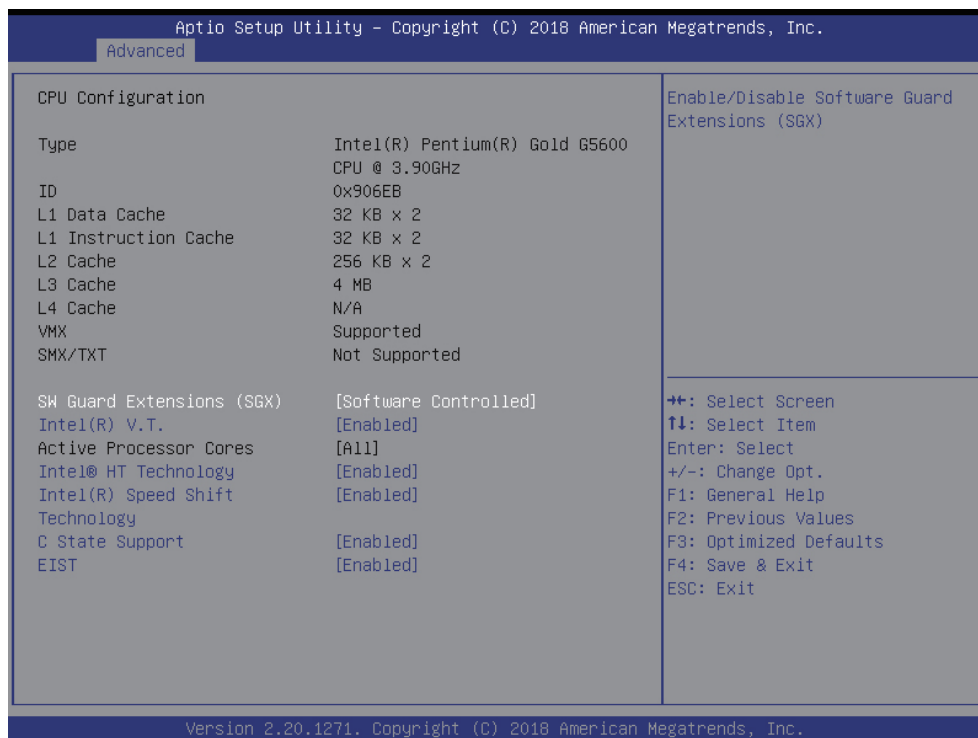 Aptio Setup Utility – Copyright (C) 2018 American Megatrends, Inc.
Advanced
CPU Configuration
Type Intel(R) Pentium(R) Gold G5600
CPU @ 3.90GHz
ID 0x906EB
L1 Data Cache 32 KB x 2
L1 Instruction Cache 32 KB x 2
L2 Cache 256 KB x 2
L3 Cache 4 MB
L4 Cache N/A
VMX Supported
SMX/TXT Not Supported
SW Guard Extensions (SGX) [Software Controlled]
Intel(R) V.T. [Enabled]
Active Processor Cores [All]
Intel® HT Technology [Enabled]
Intel(R) Speed Shift [Enabled]
Technology
C State Support [Enabled]
EIST [Enabled]
Enable/Disable Software Guard
Extensions (SGX)
→←: Select Screen
↑↓: Select Item
Enter: Select
+/-: Change Opt.
F1: General Help
F2: Previous Values
F3: Optimized Defaults
F4: Save & Exit
ESC: Exit
Version 2.20.1271. Copyright (C) 2018 American Megatrends, Inc.